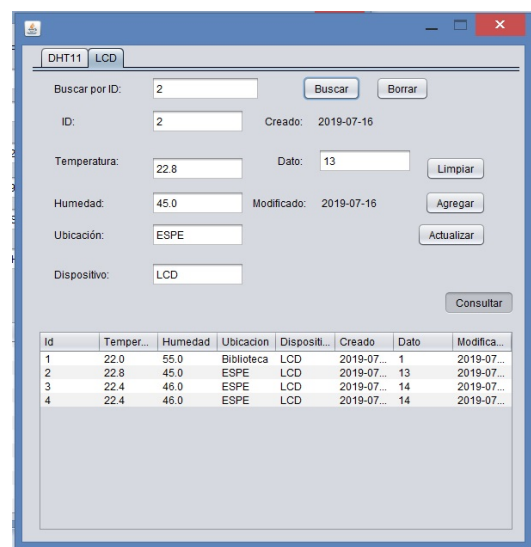 DHT11 LCD
Buscar por ID: 2 Buscar Borrar
ID: 2 Creado: 2019-07-16
Temperatura: 22.8 Dato: 13 Limpiar
Humedad: 45.0 Modificado: 2019-07-16 Agregar
Ubicación: ESPE Actualizar
Dispositivo: LCD
Consultar
Id Temper... Humedad Ubicacion Dispositi... Creado Dato Modifica...
1 22.0 55.0 Biblioteca LCD 2019-07... 1 2019-07...
2 22.8 45.0 ESPE LCD 2019-07... 13 2019-07...
3 22.4 46.0 ESPE LCD 2019-07... 14 2019-07...
4 22.4 46.0 ESPE LCD 2019-07... 14 2019-07...